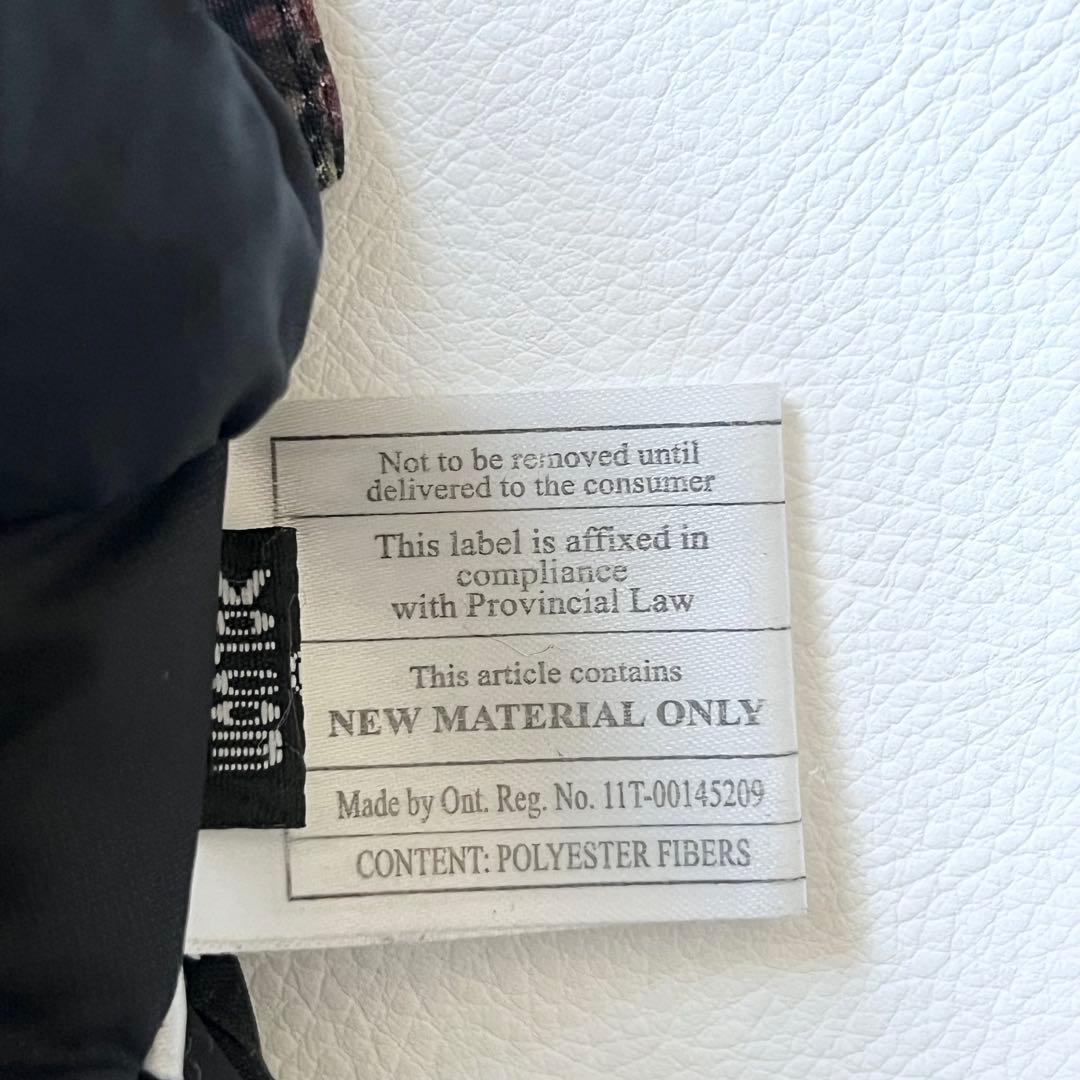 Not to be removed until
delivered to the consumer
This label is affixed in
compliance
with Provincial Law
This article contains
NEW MATERIAL ONLY
Made by Ont. Reg. No. 11T-00145209
CONTENT: POLYESTER FIBERS